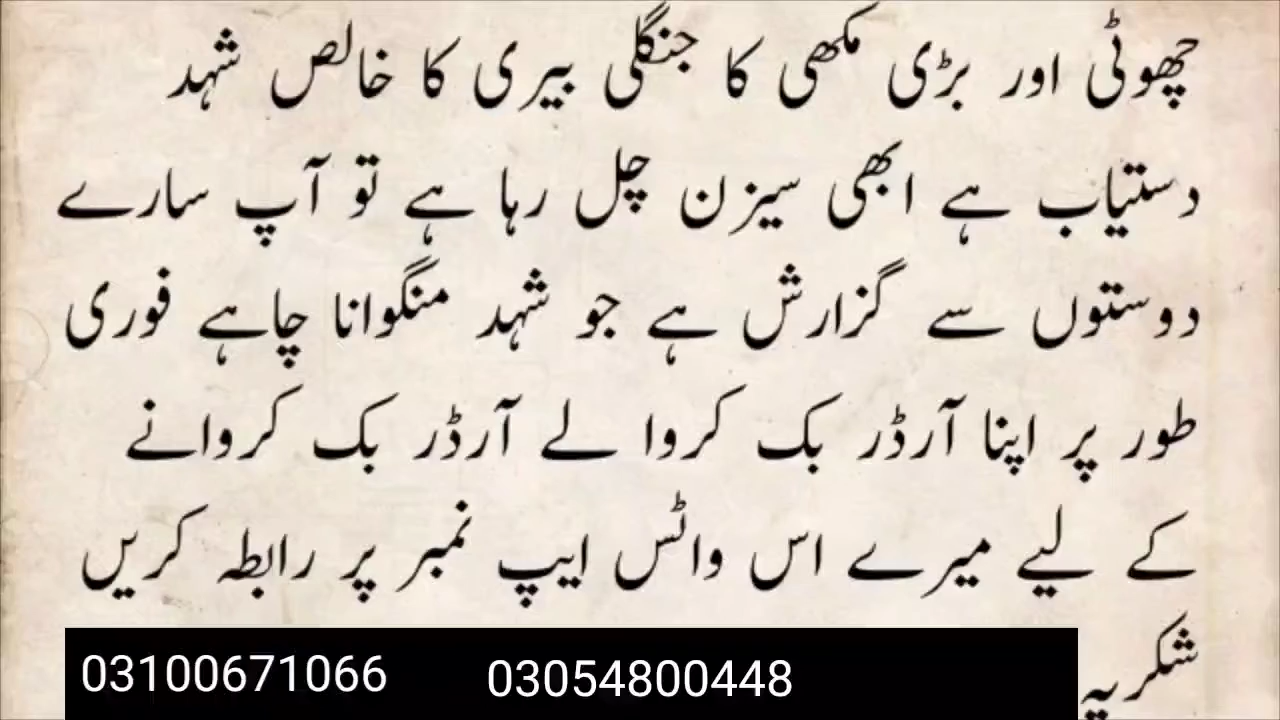 چھوٹی اور بڑی مکھی کا جنگلی بیری کا خالص شہد
دستیاب ہے ابھی سیزن چل رہا ہے تو آپ سارے
دوستوں سے گزارش ہے جو شہد منگوانا چاہے فوری
طور پر اپنا آرڈر بک کروا لے آرڈر بک کروانے
کے لیے میرے اس واٹس ایپ نمبر پر رابطہ کریں
شکریہ
03100671066 03054800448